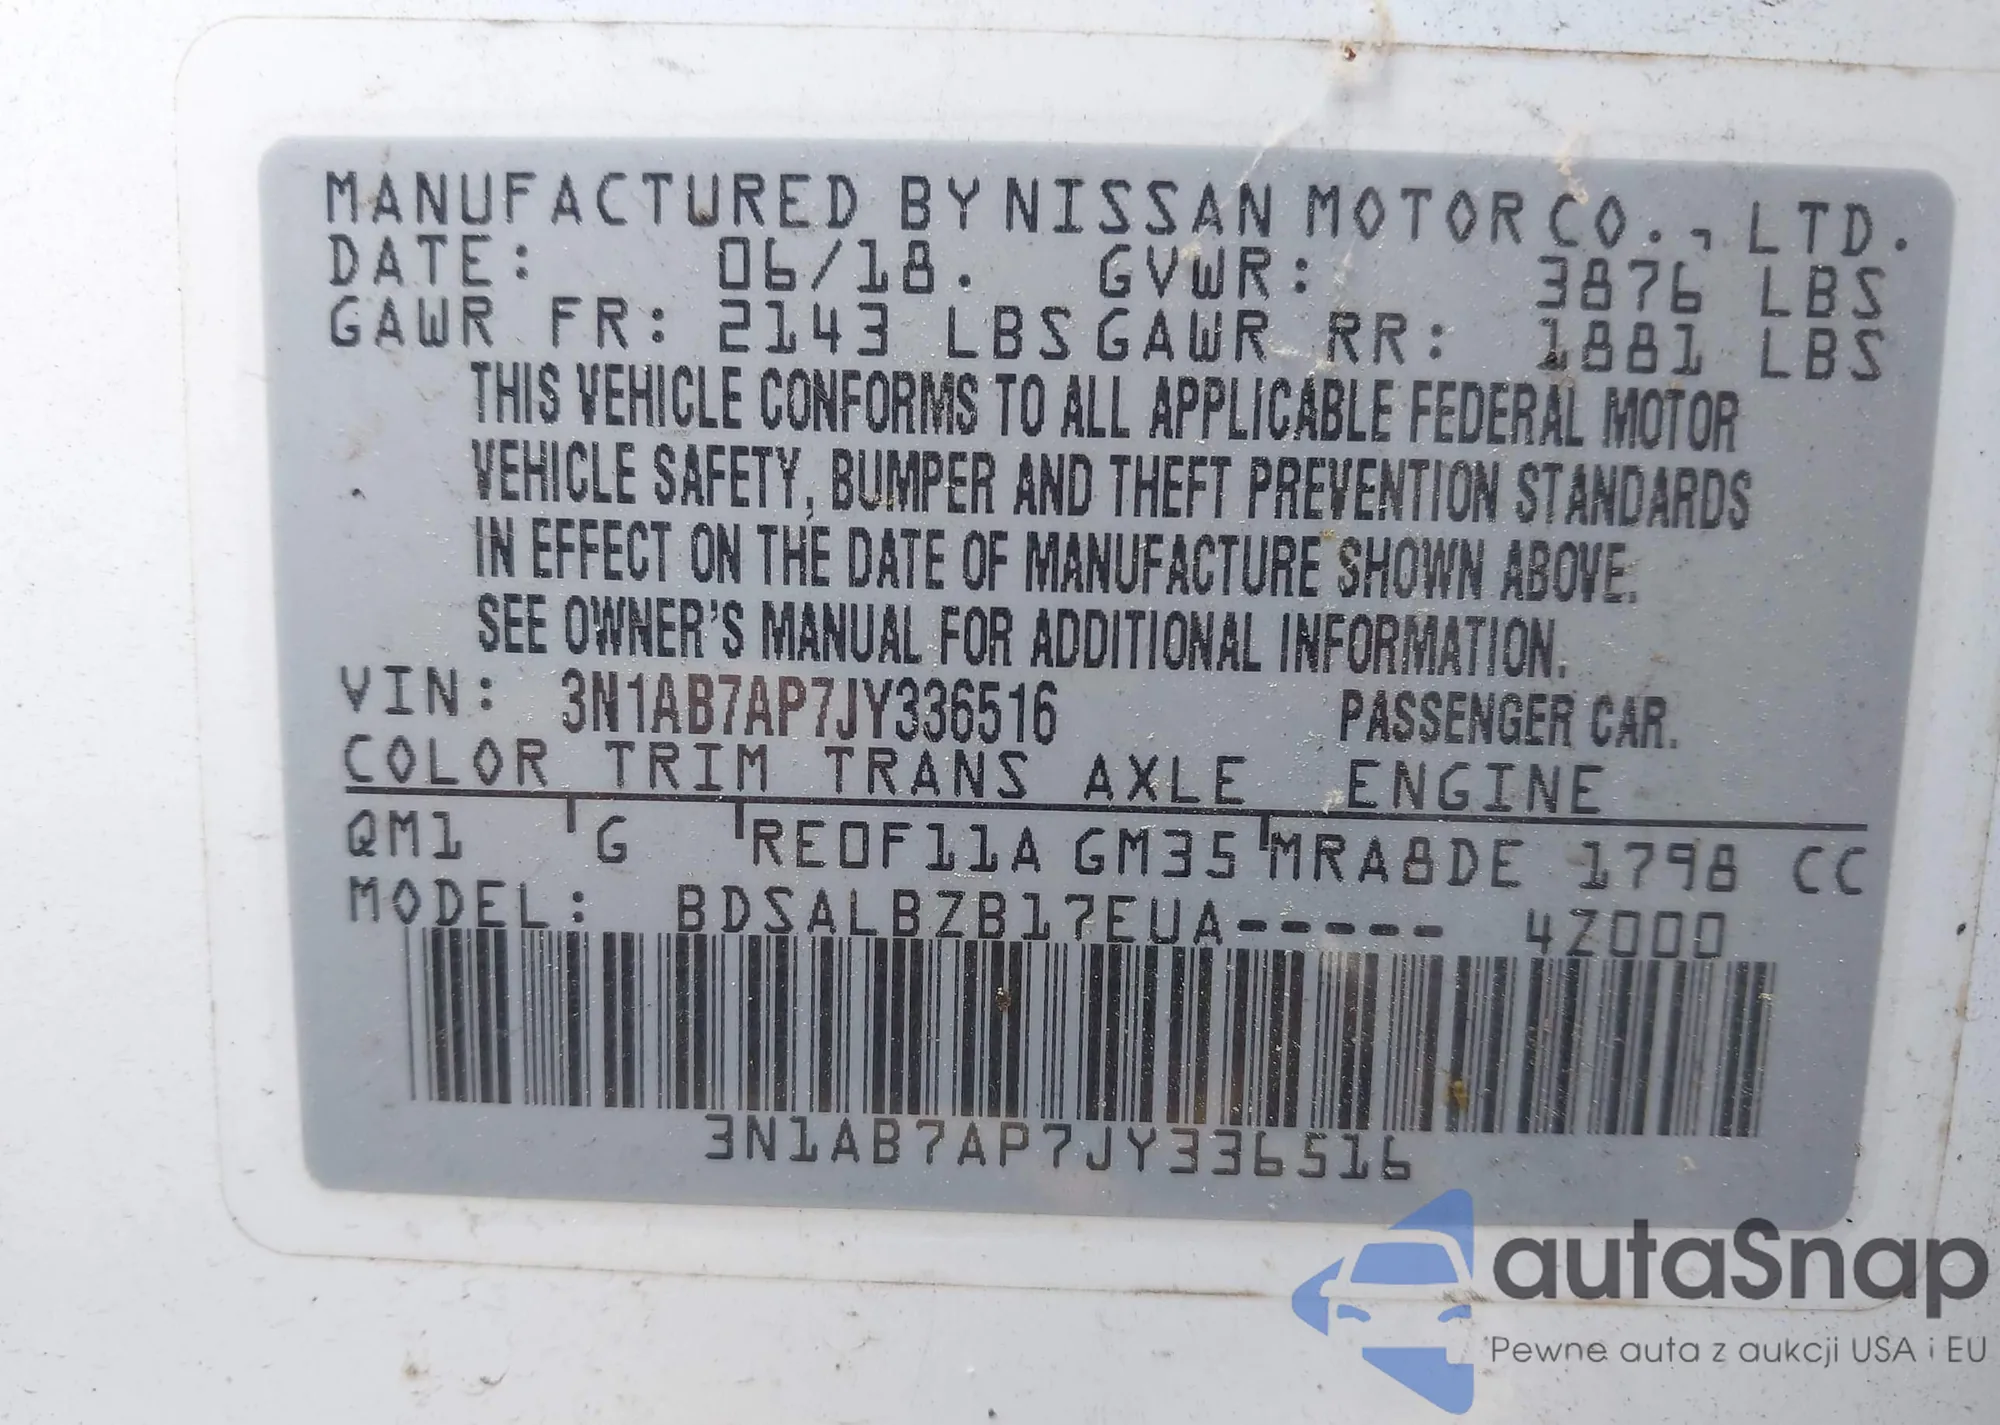 MANUFACTURED BY NISSAN MOTOR CO., LTD.
DATE: 06/18. GVWR: 3876 LBS
GAWR FR: 2143 LBS GAWR RR: 1881 LBS
THIS VEHICLE CONFORMS TO ALL APPLICABLE FEDERAL MOTOR
VEHICLE SAFETY, BUMPER AND THEFT PREVENTION STANDARDS
IN EFFECT ON THE DATE OF MANUFACTURE SHOWN ABOVE.
SEE OWNER'S MANUAL FOR ADDITIONAL INFORMATION.
VIN: 3N1AB7AP7JY336516 PASSENGER CAR.
COLOR TRIM TRANS AXLE ENGINE
QM1 G RE0F11A GM35 MRA8DE 1798 CC
MODEL: BDSALBZB17EUA----- 4Z000
3N1AB7AP7JY336516
autaSnap
Pewne auta z aukcji USA i EU